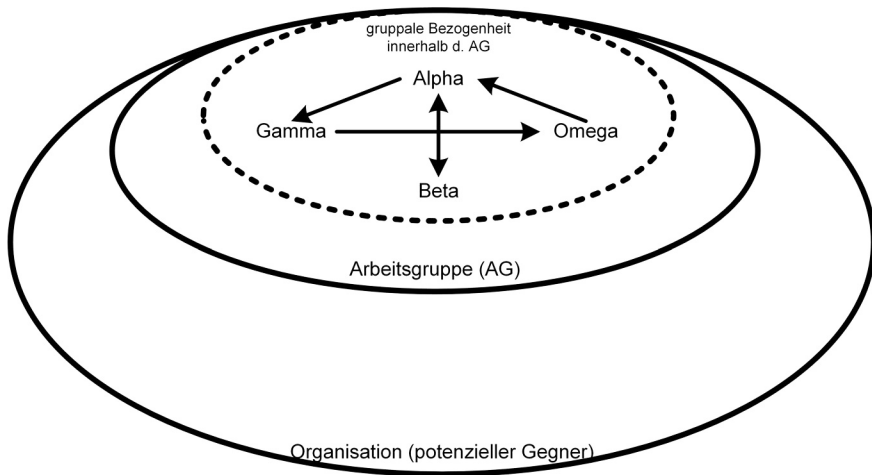 gruppale Bezogenheit
innerhalb d. AG
Alpha
Gamma
Omega
Beta
Arbeitsgruppe (AG)
Organisation (potenzieller Gegner)